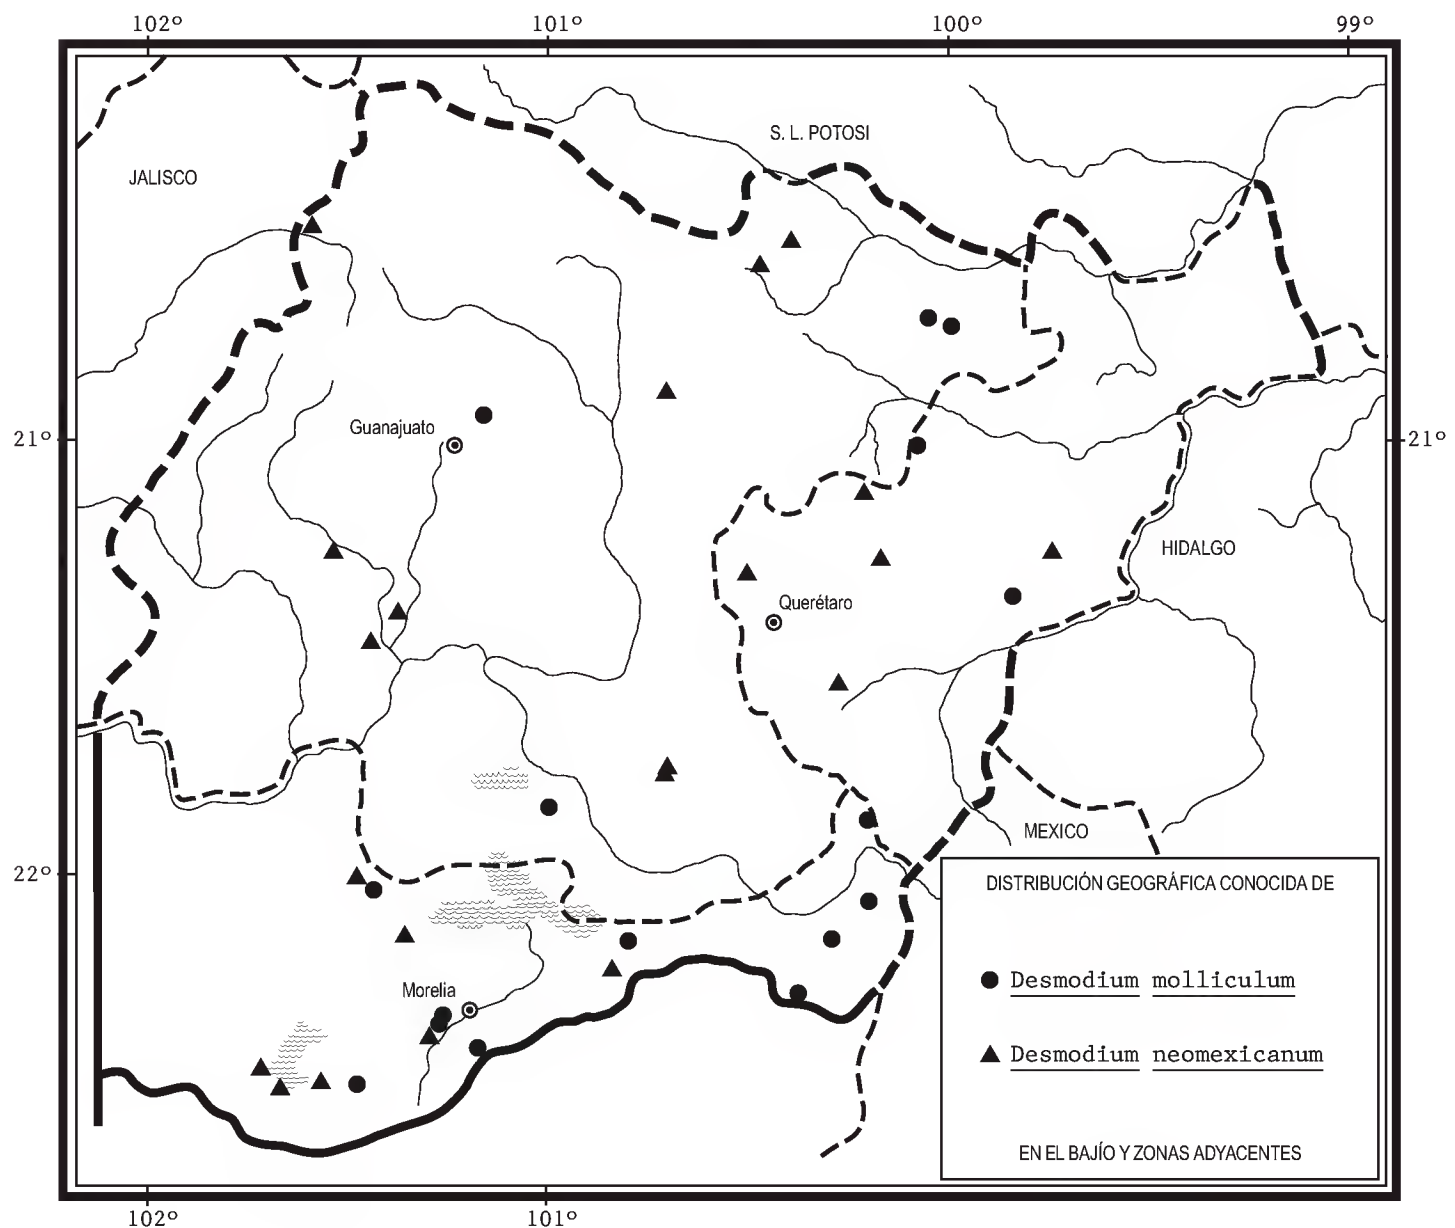 102º 101º 100º 99º
S. L. POTOSI
JALISCO
Guanajuato
21º 21º
HIDALGO
Querétaro
MEXICO
22º
DISTRIBUCIÓN GEOGRÁFICA CONOCIDA DE
Desmodium molliculum
Morelia
Desmodium neomexicanum
EN EL BAJÍO Y ZONAS ADYACENTES
102º 101º